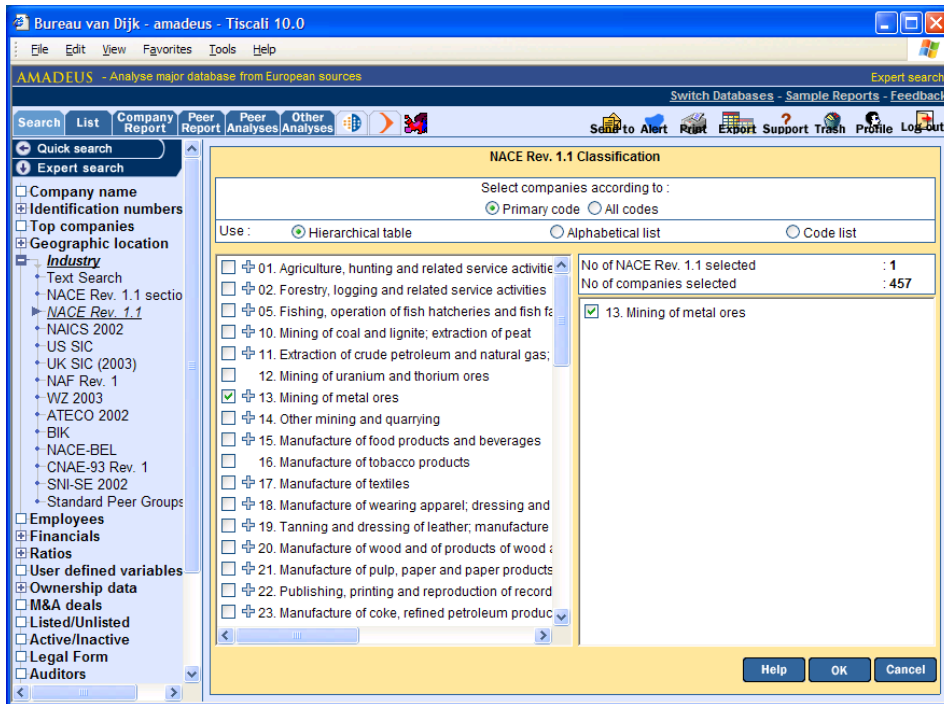 Bureau van Dijk - amadeus - Tiscali 10.0
File Edit View Favorites Tools Help
AMADEUS - Analyse major database from European sources
Expert search
Switch Databases - Sample Reports - Feedback
Search List Company Report Peer Report Peer Analyses Other Analyses
Send to Alert Print Export Support Trash Profile Log out
Quick search
Expert search
Company name
Identification numbers
Top companies
Geographic location
Industry
Text Search
NACE Rev. 1.1 sectio
NACE Rev. 1.1
NAICS 2002
US SIC
UK SIC (2003)
NAF Rev. 1
WZ 2003
ATECO 2002
BIK
NACE-BEL
CNAE-93 Rev. 1
SNI-SE 2002
Standard Peer Groups
Employees
Financials
Ratios
User defined variables
Ownership data
M&A deals
Listed/Unlisted
Active/Inactive
Legal Form
Auditors
NACE Rev. 1.1 Classification
Select companies according to :
Primary code All codes
Use : Hierarchical table Alphabetical list Code list
01. Agriculture, hunting and related service activitie
02. Forestry, logging and related service activities
05. Fishing, operation of fish hatcheries and fish fa
10. Mining of coal and lignite; extraction of peat
11. Extraction of crude petroleum and natural gas;
12. Mining of uranium and thorium ores
13. Mining of metal ores
14. Other mining and quarrying
15. Manufacture of food products and beverages
16. Manufacture of tobacco products
17. Manufacture of textiles
18. Manufacture of wearing apparel; dressing and
19. Tanning and dressing of leather; manufacture
20. Manufacture of wood and of products of wood a
21. Manufacture of pulp, paper and paper products
22. Publishing, printing and reproduction of record
23. Manufacture of coke, refined petroleum produc
No of NACE Rev. 1.1 selected : 1
No of companies selected : 457
13. Mining of metal ores
Help OK Cancel